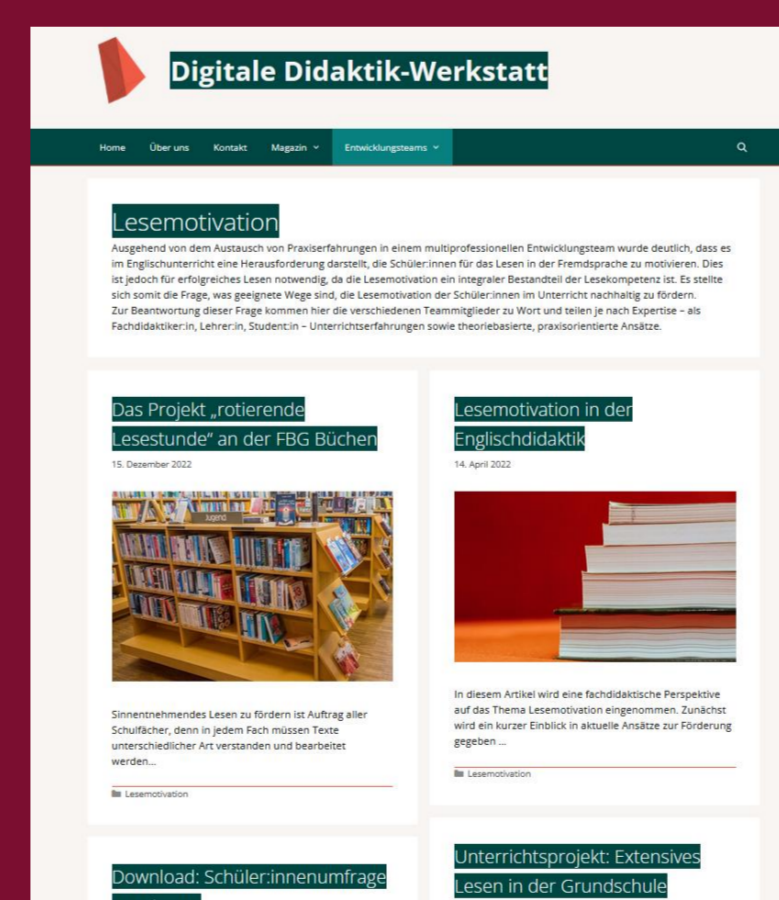 Digitale Didaktik-Werkstatt
Home Über uns Kontakt Magazin Entwicklungsteams
Lesemotivation
Ausgehend von dem Austausch von Praxiserfahrungen in einem multiprofessionellen Entwicklungsteam wurde deutlich, dass es
im Englischunterricht eine Herausforderung darstellt, die Schüler:innen für das Lesen in der Fremdsprache zu motivieren. Dies
ist jedoch für erfolgreiches Lesen notwendig, da die Lesemotivation ein integraler Bestandteil der Lesekompetenz ist. Es stellte
sich somit die Frage, was geeignete Wege sind, die Lesemotivation der Schüler:innen im Unterricht nachhaltig zu fördern.
Zur Beantwortung dieser Frage kommen hier die verschiedenen Teammitglieder zu Wort und teilen je nach Expertise – als
Fachdidaktiker:in, Lehrer:in, Student:in – Unterrichtserfahrungen sowie theoriebasierte, praxisorientierte Ansätze.
Das Projekt „rotierende
Lesestunde“ an der FBG Büchen
15. Dezember 2022
Jugend
Sinnentnehmendes Lesen zu fördern ist Auftrag aller
Schulfächer, denn in jedem Fach müssen Texte
unterschiedlicher Art verstanden und bearbeitet
werden...
Lesemotivation
Download: Schüler:innenumfrage
Lesemotivation in der
Englischdidaktik
14. April 2022
In diesem Artikel wird eine fachdidaktische Perspektive
auf das Thema Lesemotivation eingenommen. Zunächst
wird ein kurzer Einblick in aktuelle Ansätze zur Förderung
gegeben ...
Lesemotivation
Unterrichtsprojekt: Extensives
Lesen in der Grundschule